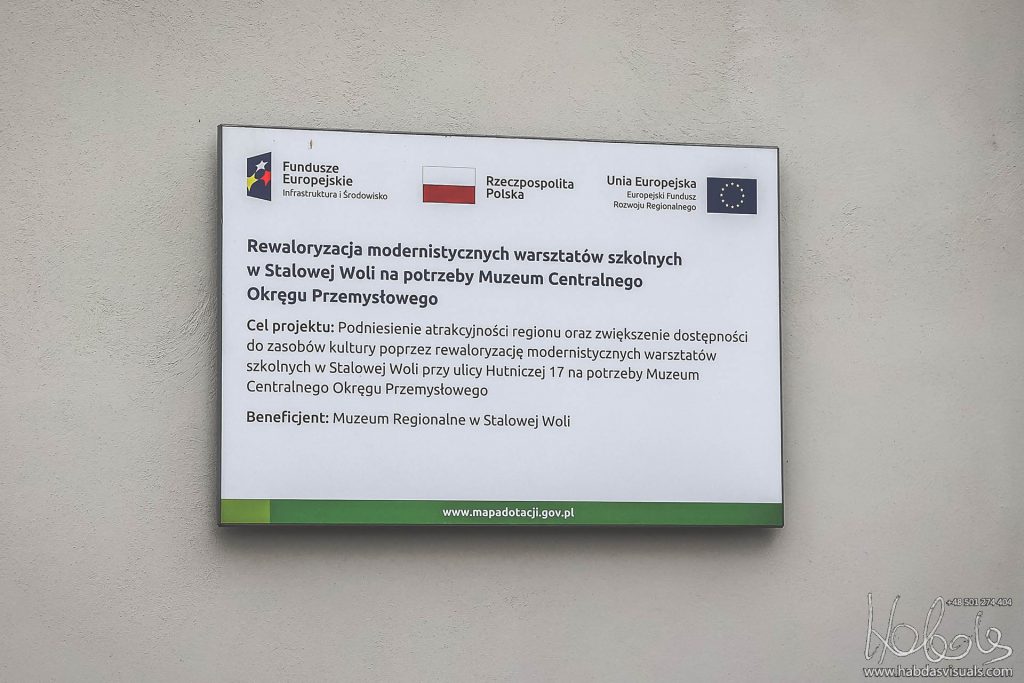 Fundusze
Europejskie
Infrastruktura i Środowisko
Rzeczpospolita
Polska
Unia Europejska
Europejski Fundusz
Rozwoju Regionalnego
Rewaloryzacja modernistycznych warsztatów szkolnych
w Stalowej Woli na potrzeby Muzeum Centralnego
Okręgu Przemysłowego
Cel projektu: Podniesienie atrakcyjności regionu oraz zwiększenie dostępności
do zasobów kultury poprzez rewaloryzację modernistycznych warsztatów
szkolnych w Stalowej Woli przy ulicy Hutniczej 17 na potrzeby Muzeum
Centralnego Okręgu Przemysłowego
Beneficjent: Muzeum Regionalne w Stalowej Woli
www.mapadotacji.gov.pl
+48 501 274 404
www.habdasvisuals.com